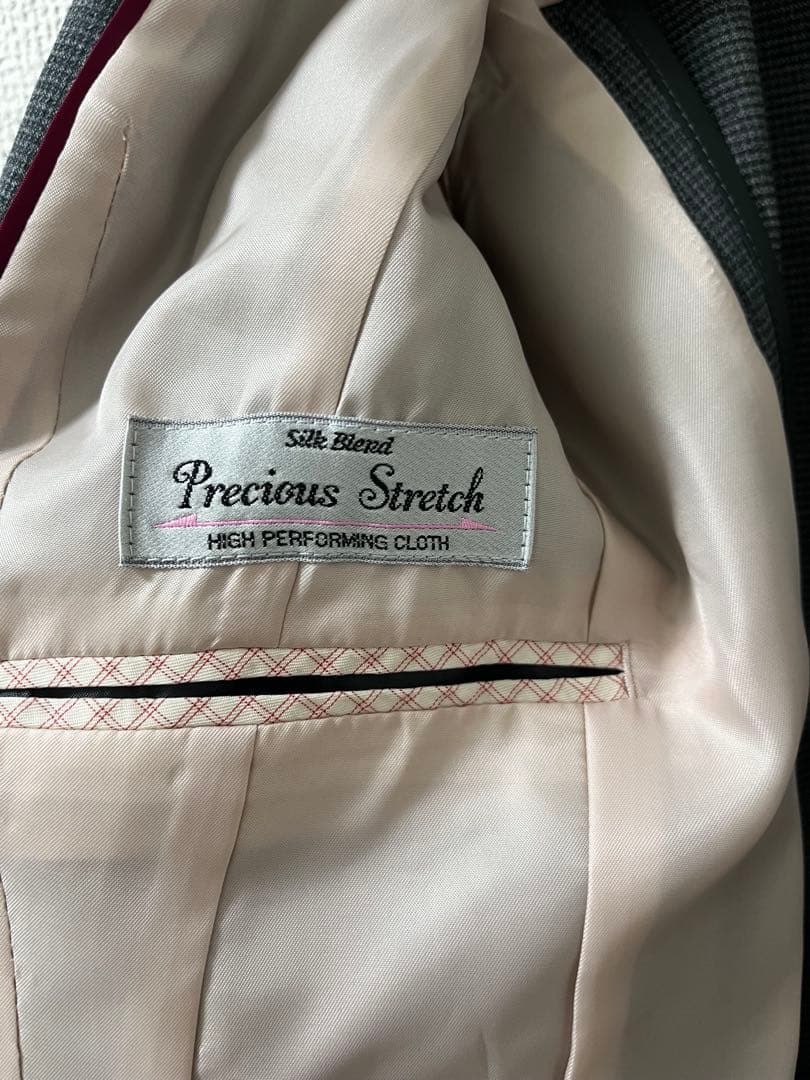 Silk Blend
Precious Stretch
HIGH PERFORMING CLOTH